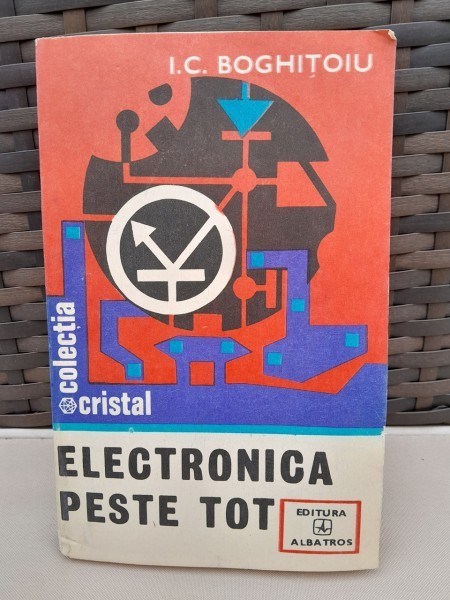 I.C. BOGHIȚOIU
colecția
cristal
ELECTRONICA
PESTE TOT
EDITURA
ALBATROS